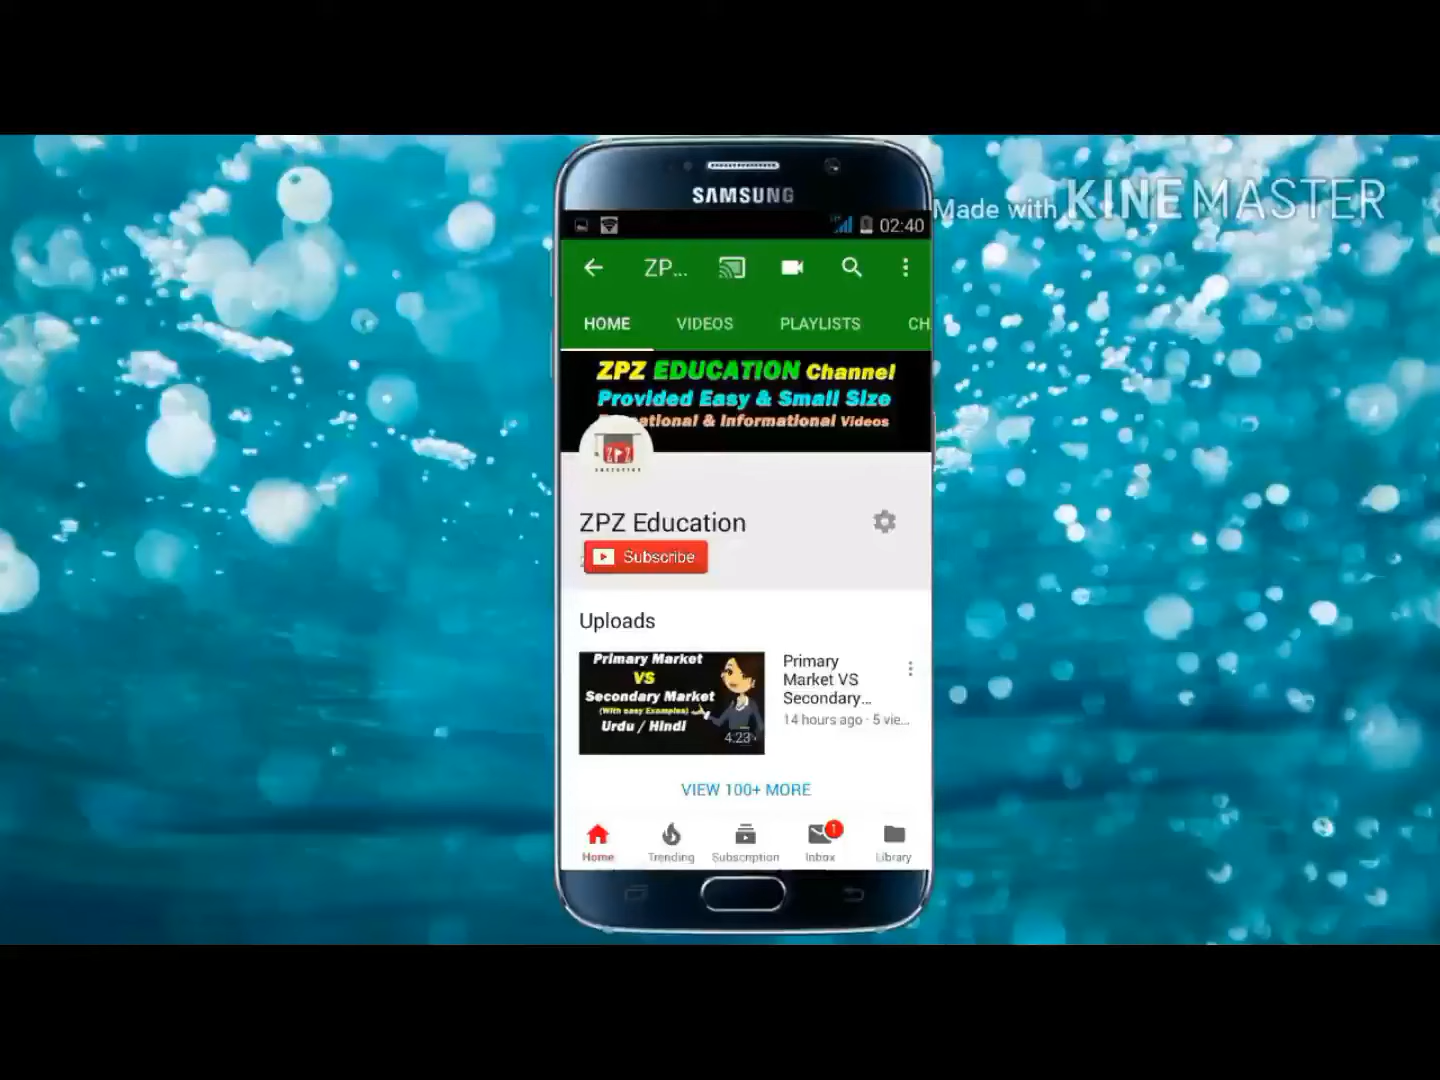 SAMSUNG
Made with KINEMASTER
02:40
ZP...
HOME VIDEOS PLAYLISTS CH
ZPZ EDUCATION Channel
Provided Easy & Small Size
& Informational Videos
ZPZ
ZPZ Education
Subscribe
Uploads
Primary Market
VS
Secondary Market
(With easy Examples)
Urdu / Hindi
4:23
Primary
Market VS
Secondary...
14 hours ago · 5 vie...
VIEW 100+ MORE
1
Home Trending Subscription Inbox Library